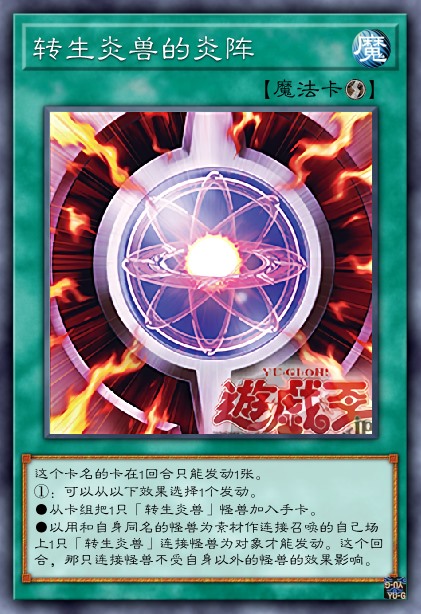 转生炎兽的炎阵
魔
【魔法卡】
YU-GI-OH!
遊戯王
.jp
这个卡名的卡在1回合只能发动1张。
①:可以从以下效果选择1个发动。
●从卡组把1只「转生炎兽」怪兽加入手卡。
●以用和自身同名的怪兽为素材作连接召唤的自己场
上1只「转生炎兽」连接怪兽为对象才能发动。这个回
合，那只连接怪兽不受自身以外的怪兽的效果影响。